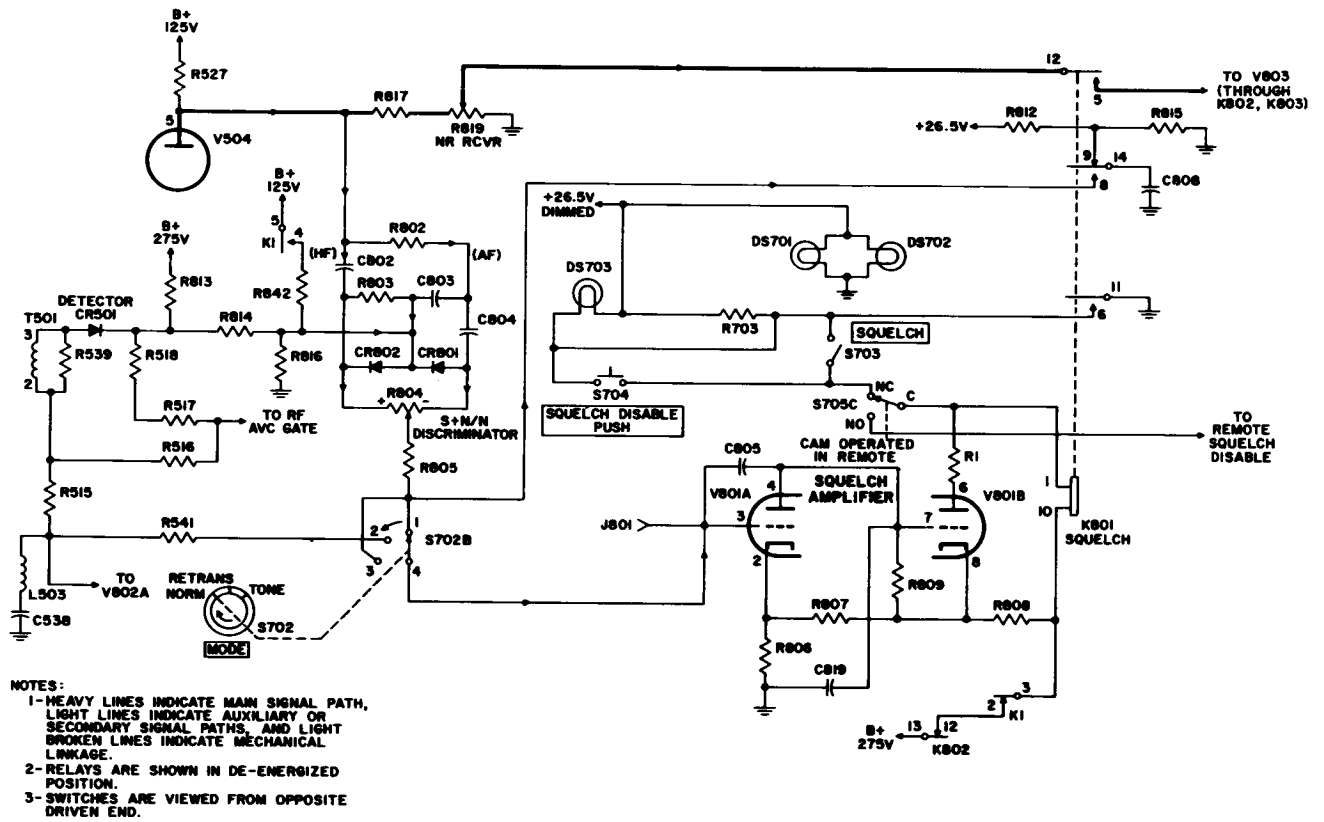 B+
125V
R527
5
V504
R817
R819
NR RCVR
12
5
TO V803
(THROUGH
K802, K803)
R812
R815
+26.5V
9
14
8
C808
B+
125V
5
4
K1
(HF)
R802
(AF)
C802
R803
C803
C804
R842
B+
275V
R813
DETECTOR
CR501
T501
3
2
R539
R518
R814
R816
CR802
CR801
R804
+
-
S+N/N
DISCRIMINATOR
R517
TO RF
AVC GATE
R516
R515
R805
+26.5V
DIMMED
DS701
DS702
DS703
R703
11
6
SQUELCH
S703
S704
SQUELCH DISABLE
PUSH
NC
S705C
C
NO
CAM OPERATED
IN REMOTE
TO
REMOTE
SQUELCH
DISABLE
R541
1
2
3
4
S702B
L503
C538
TO
V802A
RETRANS
NORM
TONE
S702
MODE
J801
C805
V801A
4
3
2
SQUELCH
AMPLIFIER
R1
6
V801B
7
8
1
10
K801
SQUELCH
R809
R807
R808
R806
C819
3
2
K1
B+
275V
13
12
K802
NOTES:
1-HEAVY LINES INDICATE MAIN SIGNAL PATH,
LIGHT LINES INDICATE AUXILIARY OR
SECONDARY SIGNAL PATHS, AND LIGHT
BROKEN LINES INDICATE MECHANICAL
LINKAGE.
2-RELAYS ARE SHOWN IN DE-ENERGIZED
POSITION.
3-SWITCHES ARE VIEWED FROM OPPOSITE
DRIVEN END.